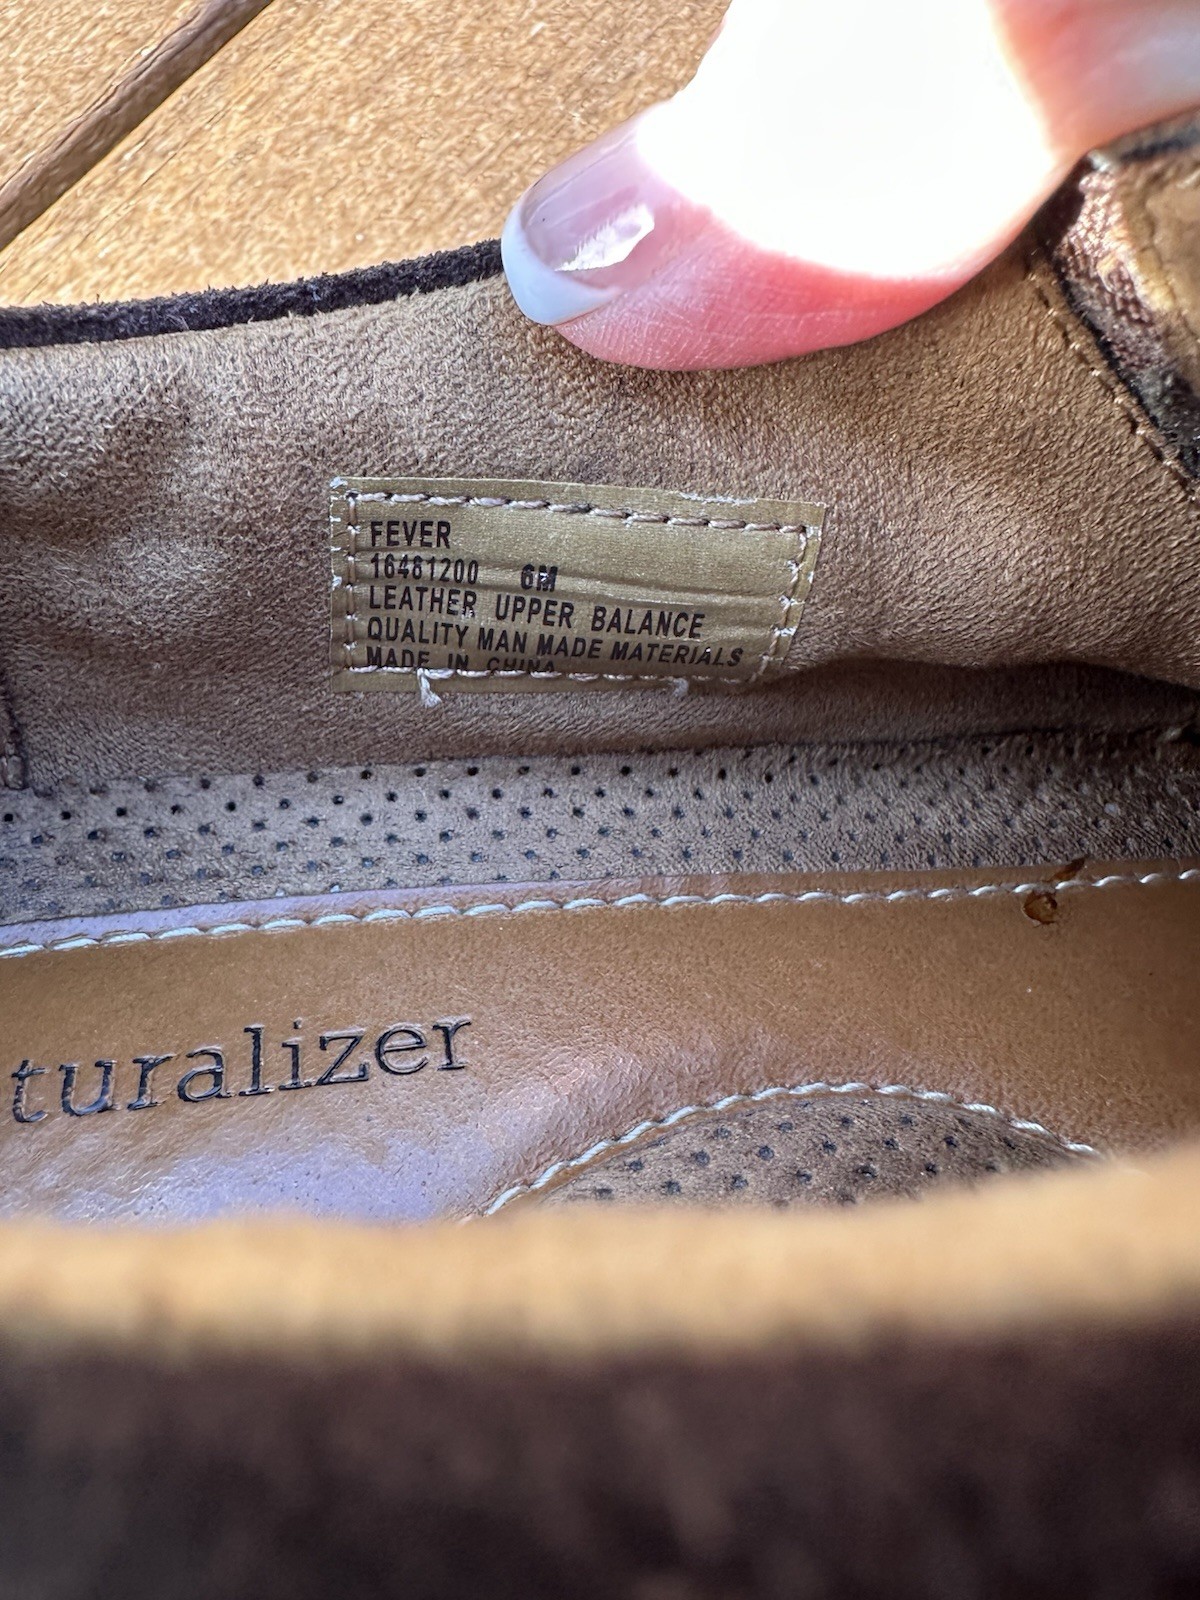 FEVER
16481200 6M
LEATHER UPPER BALANCE
QUALITY MAN MADE MATERIALS
MADE IN CHINA
turalizer